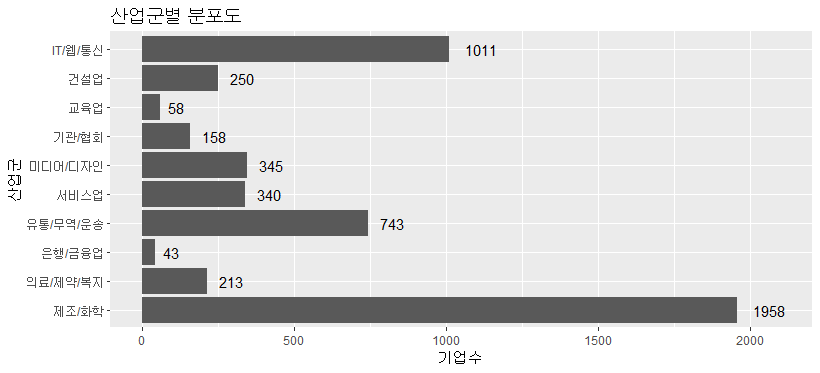 산업군별 분포도
IT/웹/통신 1011
건설업 250
교육업 58
기관/협회 158
미디어/디자인 345
서비스업 340
유통/무역/운송 743
은행/금융업 43
의료/제약/복지 213
제조/화학 1958
산업군
0 500 1000 1500 2000
기업수